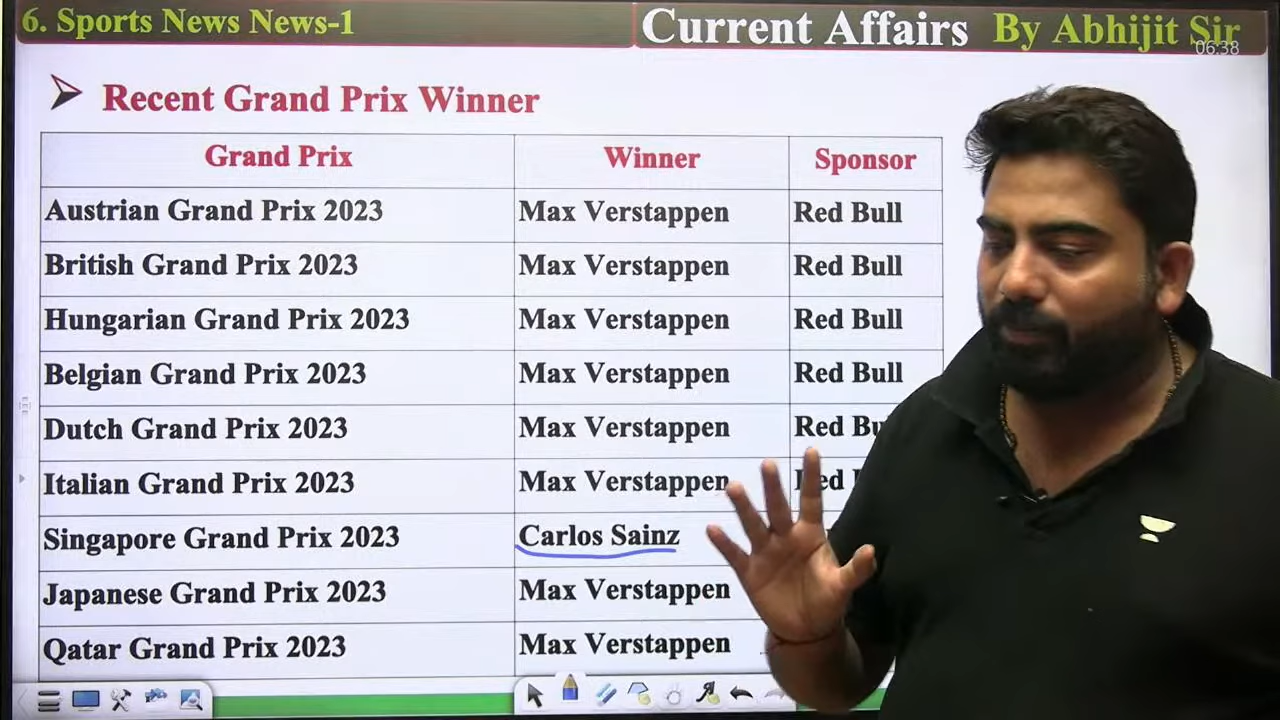 6. Sports News News-1
Current Affairs By Abhijit Sir
06:38
Recent Grand Prix Winner
Grand Prix Winner Sponsor
Austrian Grand Prix 2023 Max Verstappen Red Bull
British Grand Prix 2023 Max Verstappen Red Bull
Hungarian Grand Prix 2023 Max Verstappen Red Bull
Belgian Grand Prix 2023 Max Verstappen Red Bull
Dutch Grand Prix 2023 Max Verstappen Red Bu
Italian Grand Prix 2023 Max Verstappen
Singapore Grand Prix 2023 Carlos Sainz
Japanese Grand Prix 2023 Max Verstappen
Qatar Grand Prix 2023 Max Verstappen